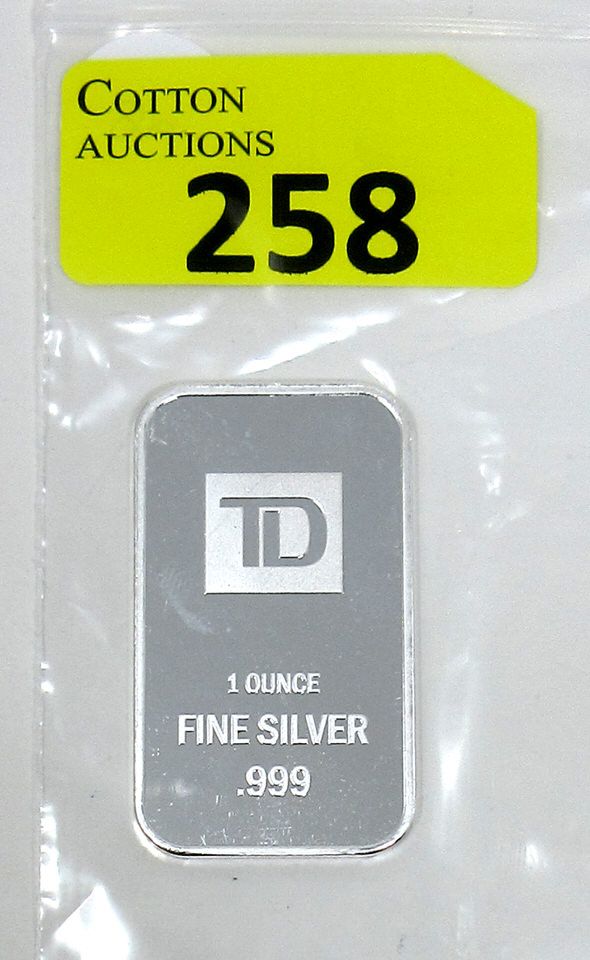 COTTON
AUCTIONS
258
TD
1 OUNCE
FINE SILVER
.999